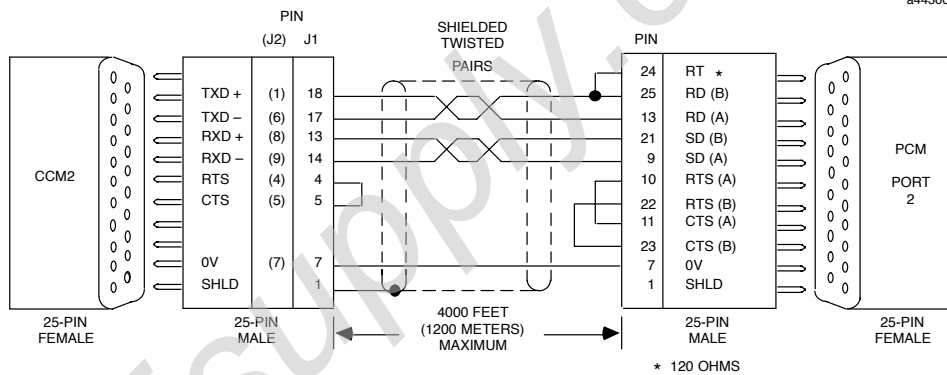 a4436
PIN
(J2) J1
SHIELDED
TWISTED
PAIRS
PIN
24 RT *
TXD + (1) 18
25 RD (B)
TXD – (6) 17
13 RD (A)
RXD + (8) 13
21 SD (B)
RXD – (9) 14
9 SD (A)
CCM2
RTS (4) 4
10 RTS (A)
PCM
PORT
2
CTS (5) 5
22 RTS (B)
11 CTS (A)
23 CTS (B)
0V (7) 7
7 0V
SHLD 1
1 SHLD
25-PIN
FEMALE
25-PIN
MALE
4000 FEET
(1200 METERS)
MAXIMUM
25-PIN
MALE
25-PIN
FEMALE
* 120 OHMS